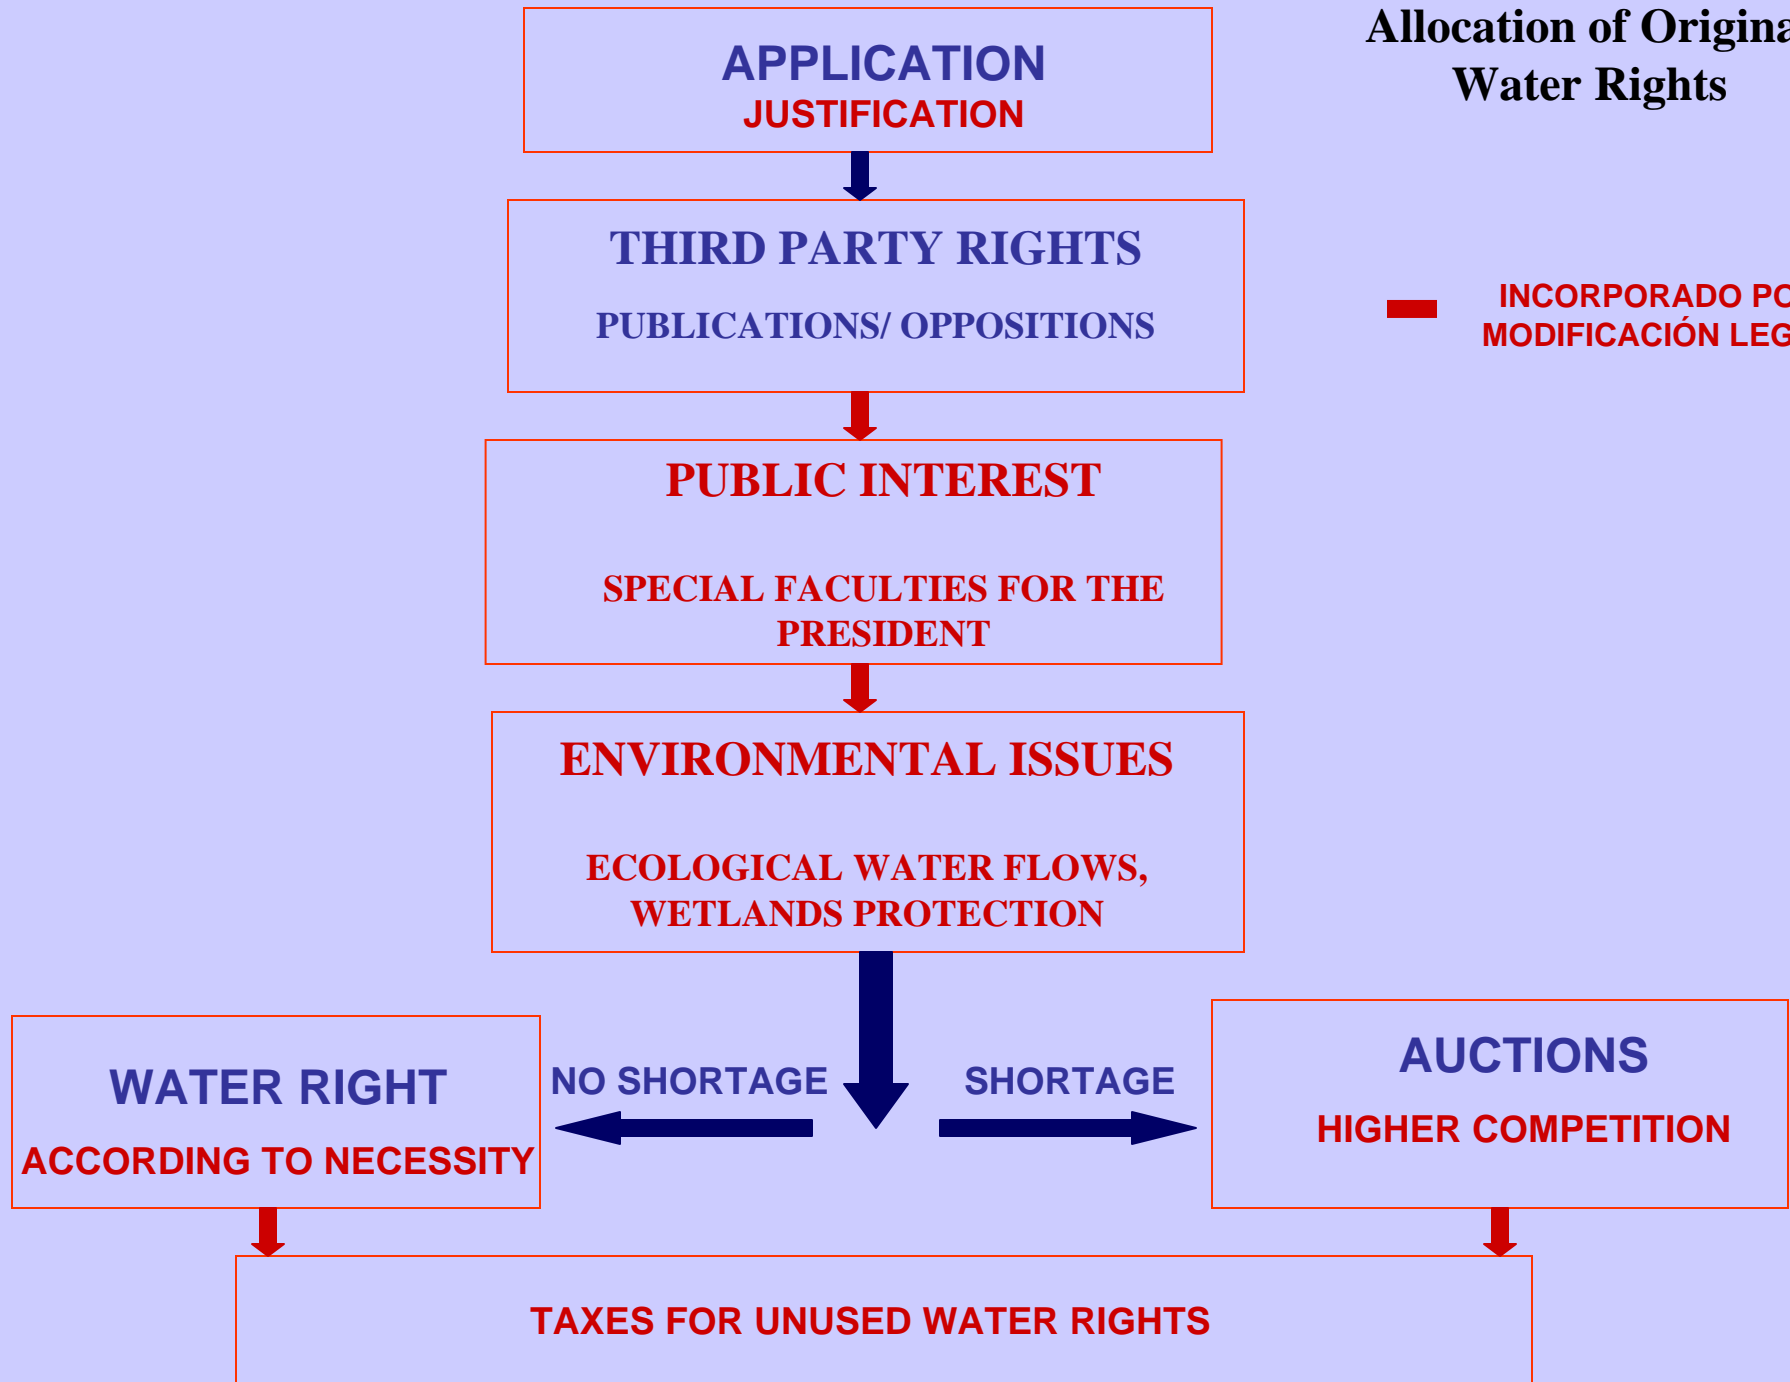 Allocation of Origina
Water Rights
APPLICATION
JUSTIFICATION
THIRD PARTY RIGHTS
PUBLICATIONS/ OPPOSITIONS
INCORPORADO PO
MODIFICACIÓN LEG
PUBLIC INTEREST
SPECIAL FACULTIES FOR THE
PRESIDENT
ENVIRONMENTAL ISSUES
ECOLOGICAL WATER FLOWS,
WETLANDS PROTECTION
WATER RIGHT
ACCORDING TO NECESSITY
NO SHORTAGE
SHORTAGE
AUCTIONS
HIGHER COMPETITION
TAXES FOR UNUSED WATER RIGHTS